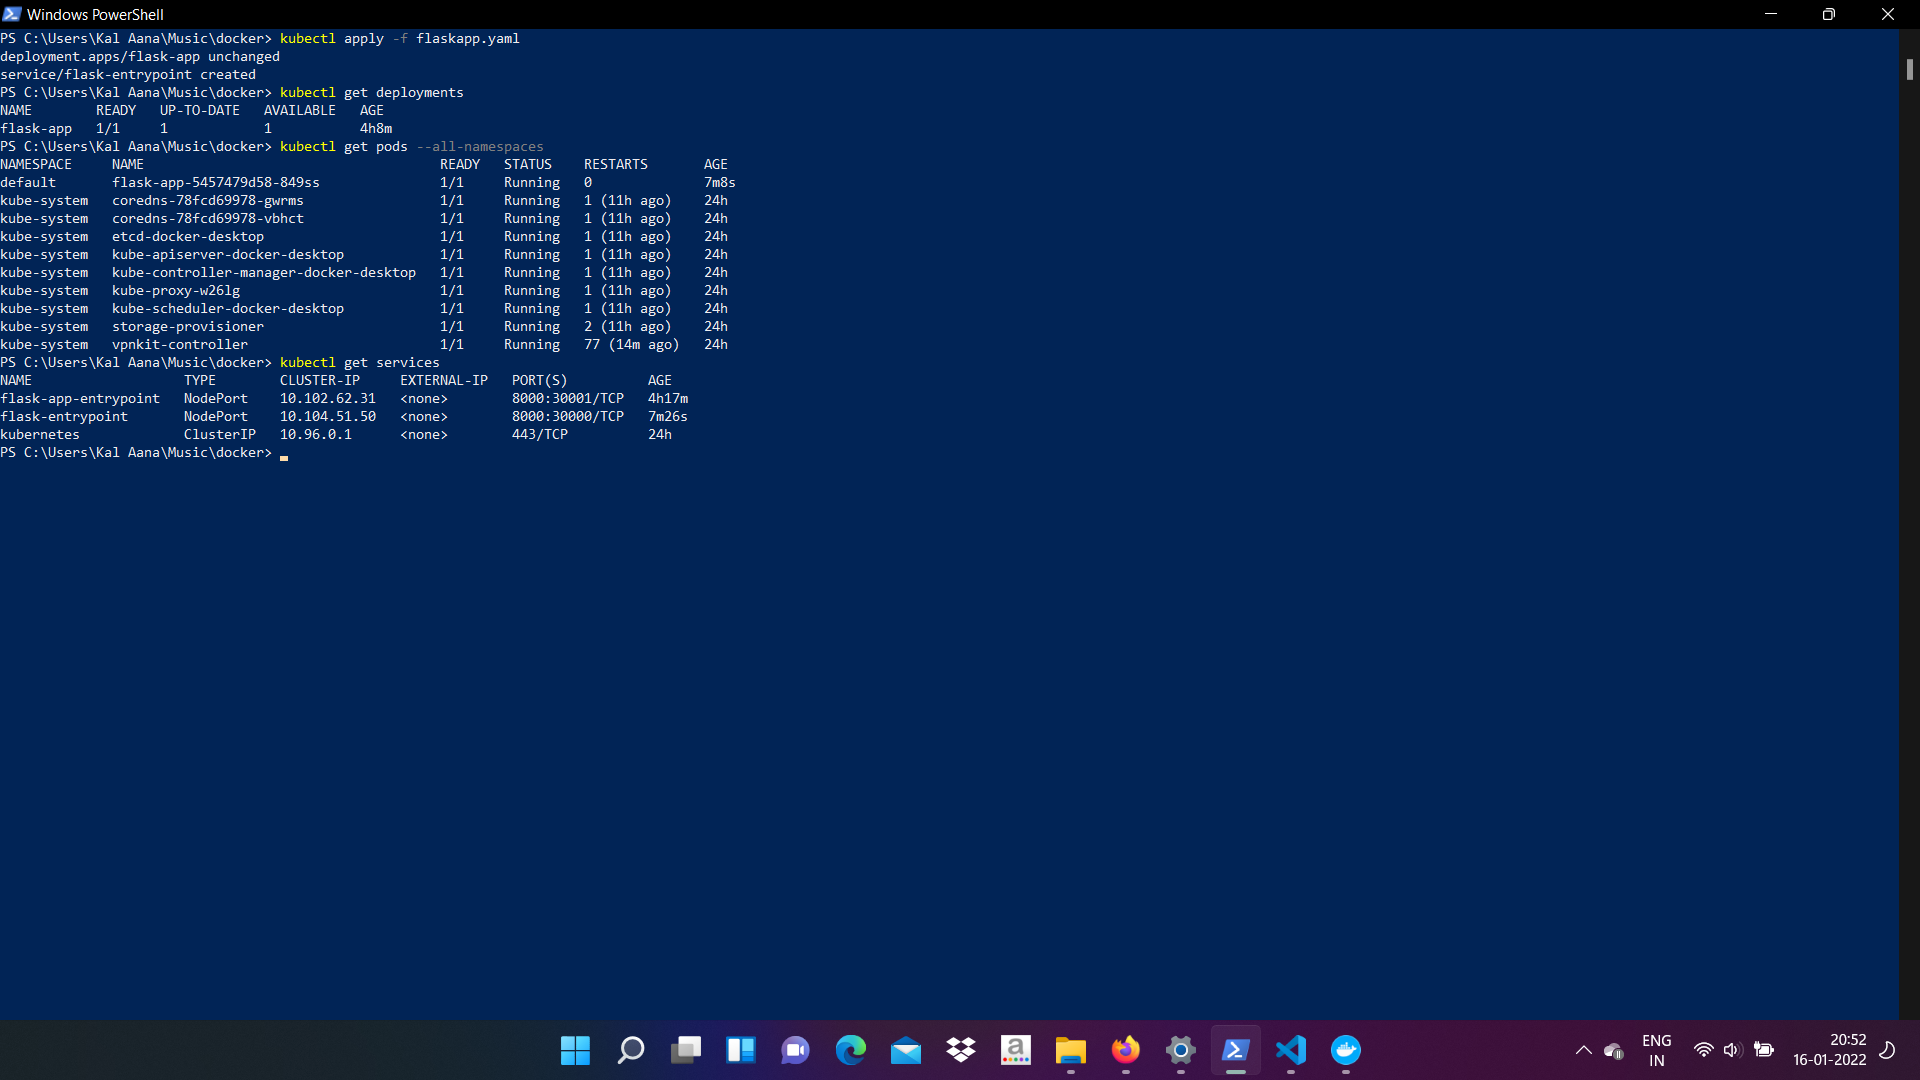 Windows PowerShell
PS C:\Users\Kal Aana\Music\docker> kubectl apply -f flaskapp.yaml
deployment.apps/flask-app unchanged
service/flask-entrypoint created
PS C:\Users\Kal Aana\Music\docker> kubectl get deployments
NAME        READY   UP-TO-DATE   AVAILABLE   AGE
flask-app   1/1     1            1           4h8m
PS C:\Users\Kal Aana\Music\docker> kubectl get pods --all-namespaces
NAMESPACE     NAME                                     READY   STATUS    RESTARTS       AGE
default       flask-app-5457479d58-849ss               1/1     Running   0              7m8s
kube-system   coredns-78fcd69978-gwrms                 1/1     Running   1 (11h ago)    24h
kube-system   coredns-78fcd69978-vbhct                 1/1     Running   1 (11h ago)    24h
kube-system   etcd-docker-desktop                      1/1     Running   1 (11h ago)    24h
kube-system   kube-apiserver-docker-desktop            1/1     Running   1 (11h ago)    24h
kube-system   kube-controller-manager-docker-desktop   1/1     Running   1 (11h ago)    24h
kube-system   kube-proxy-w26lg                         1/1     Running   1 (11h ago)    24h
kube-system   kube-scheduler-docker-desktop            1/1     Running   1 (11h ago)    24h
kube-system   storage-provisioner                      1/1     Running   2 (11h ago)    24h
kube-system   vpnkit-controller                        1/1     Running   77 (14m ago)   24h
PS C:\Users\Kal Aana\Music\docker> kubectl get services
NAME                   TYPE        CLUSTER-IP     EXTERNAL-IP   PORT(S)          AGE
flask-app-entrypoint   NodePort    10.102.62.31   <none>        8000:30001/TCP   4h17m
flask-entrypoint       NodePort    10.104.51.50   <none>        8000:30000/TCP   7m26s
kubernetes             ClusterIP   10.96.0.1      <none>        443/TCP          24h
PS C:\Users\Kal Aana\Music\docker>
a
ENG
IN
20:52
16-01-2022